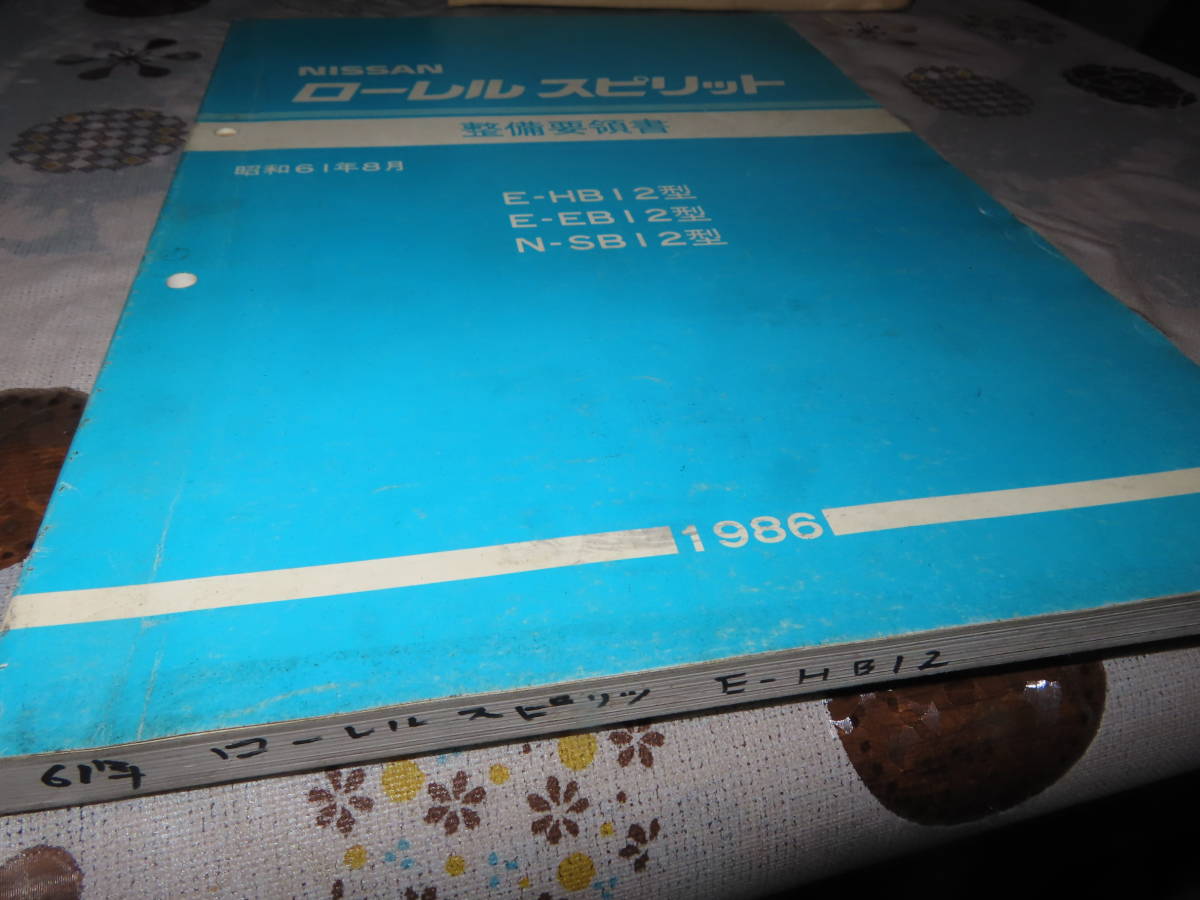 NISSAN
ローレル スピリット
整備要領書
昭和61年8月
E-HB12型
E-EB12型
N-SB12型
1986
61年 ローレル スピリッツ E-HB12